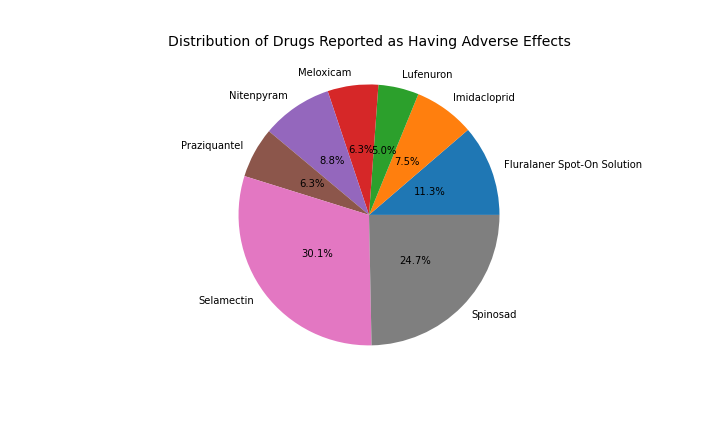 Distribution of Drugs Reported as Having Adverse Effects
Meloxicam
Lufenuron
Nitenpyram
Imidacloprid
Praziquantel
Fluralaner Spot-On Solution
6.3%
5.0%
8.8%
7.5%
6.3%
11.3%
30.1%
24.7%
Selamectin
Spinosad